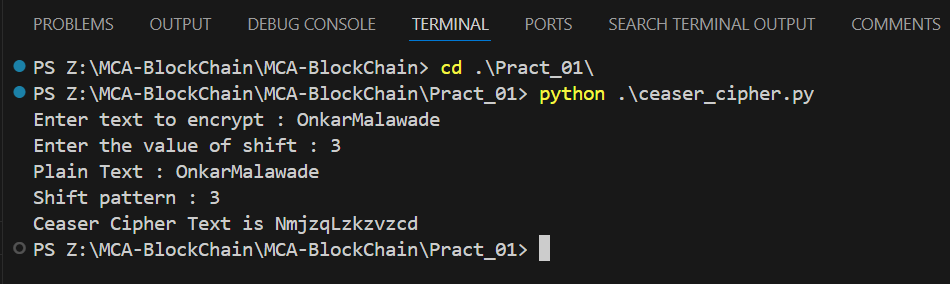 PROBLEMS OUTPUT DEBUG CONSOLE TERMINAL PORTS SEARCH TERMINAL OUTPUT COMMENTS
PS Z:\MCA-BlockChain\MCA-BlockChain> cd .\Pract_01\
PS Z:\MCA-BlockChain\MCA-BlockChain\Pract_01> python .\ceaser_cipher.py
Enter text to encrypt : OnkarMalawade
Enter the value of shift : 3
Plain Text : OnkarMalawade
Shift pattern : 3
Ceaser Cipher Text is NmjzqLzkzvzcd
PS Z:\MCA-BlockChain\MCA-BlockChain\Pract_01>